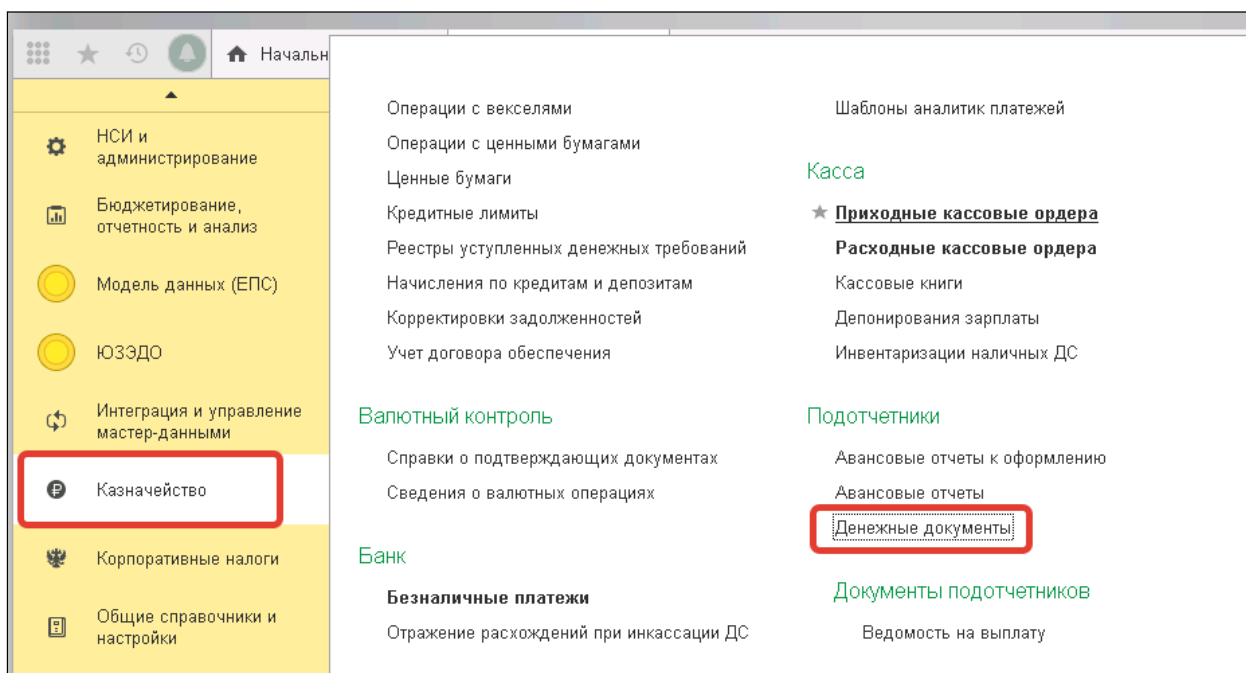 Начальн
НСИ и
администрирование
Бюджетирование,
отчетность и анализ
Модель данных (ЕПС)
ЮЗЭДО
Интеграция и управление
мастер-данными
Казначейство
Корпоративные налоги
Общие справочники и
настройки
Операции с векселями
Операции с ценными бумагами
Ценные бумаги
Кредитные лимиты
Реестры уступленных денежных требований
Начисления по кредитам и депозитам
Корректировки задолженностей
Учет договора обеспечения
Валютный контроль
Справки о подтверждающих документах
Сведения о валютных операциях
Банк
Безналичные платежи
Отражение расхождений при инкассации ДС
Шаблоны аналитик платежей
Касса
Приходные кассовые ордера
Расходные кассовые ордера
Кассовые книги
Депонирования зарплаты
Инвентаризации наличных ДС
Подотчетники
Авансовые отчеты к оформлению
Авансовые отчеты
Денежные документы
Документы подотчетников
Ведомость на выплату